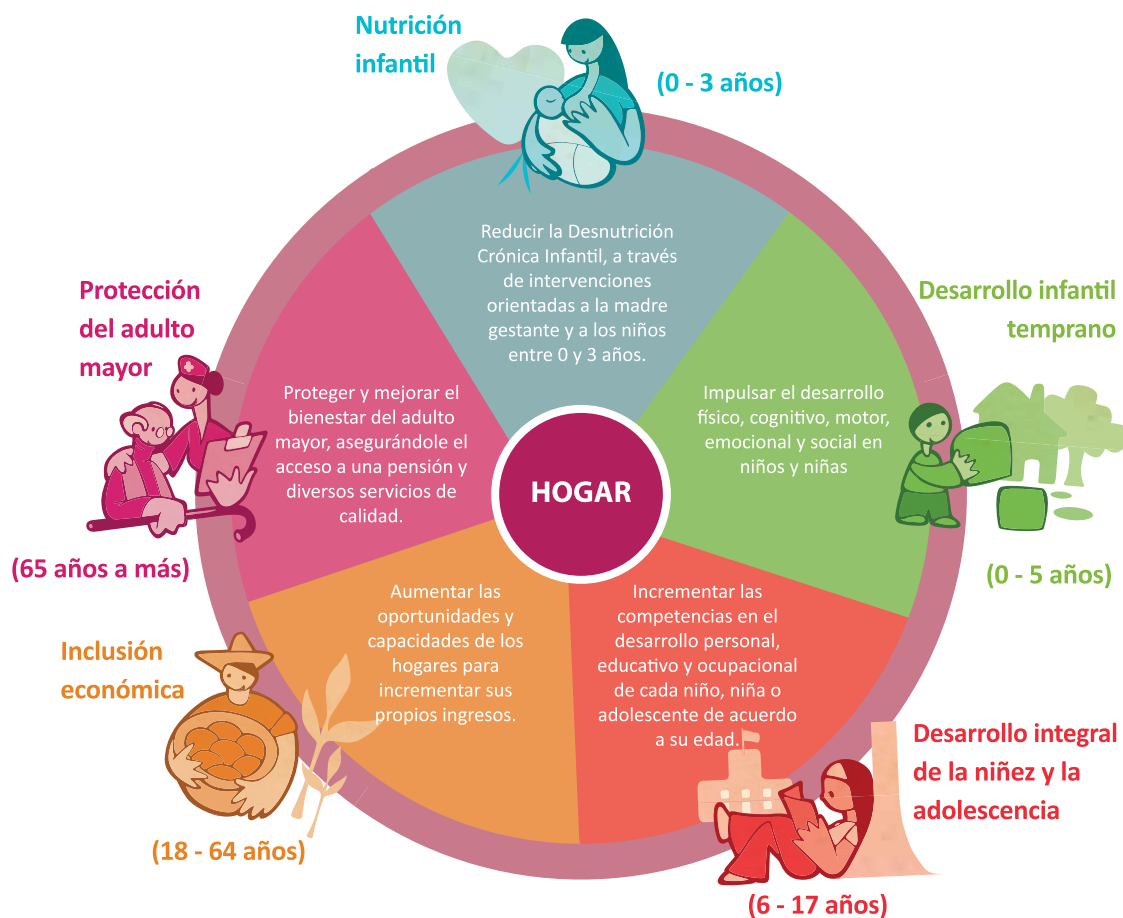 Nutrición
infantil
(0 - 3 años)
Reducir la Desnutrición
Crónica Infantil, a través
de intervenciones
orientadas a la madre
gestante y a los niños
entre 0 y 3 años.
Desarrollo infantil
temprano
Impulsar el desarrollo
físico, cognitivo, motor,
emocional y social en
niños y niñas
(0 - 5 años)
Incrementar las
competencias en el
desarrollo personal,
educativo y ocupacional
de cada niño, niña o
adolescente de acuerdo
a su edad.
Desarrollo integral
de la niñez y la
adolescencia
(6 - 17 años)
Aumentar las
oportunidades y
capacidades de los
hogares para
incrementar sus
propios ingresos.
Inclusión
económica
(18 - 64 años)
Protección
del adulto
mayor
Proteger y mejorar el
bienestar del adulto
mayor, asegurándole el
acceso a una pensión y
diversos servicios de
calidad.
(65 años a más)
HOGAR